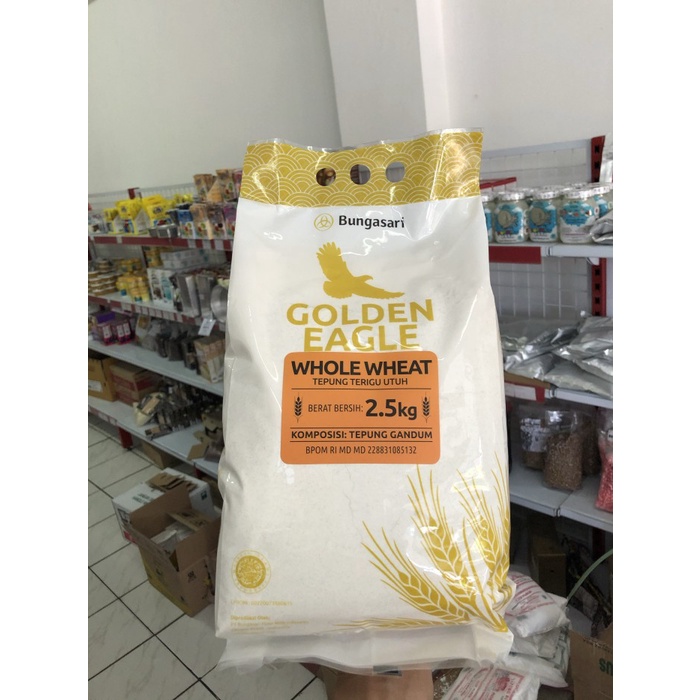 Bungasari
GOLDEN
EAGLE
WHOLE WHEAT
TEPUNG TERIGU UTUH
BERAT BERSIH: 2.5kg
KOMPOSISI: TEPUNG GANDUM
BPOM RI MD MD 228831085132